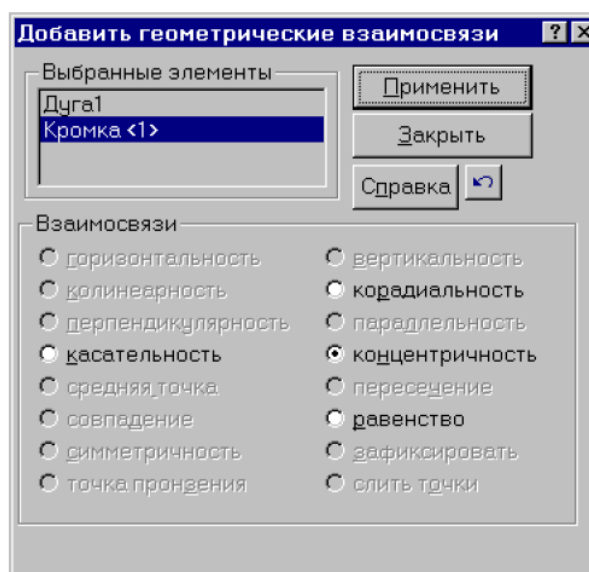 Добавить геометрические взаимосвязи ? ×
Выбранные элементы
Дуга1
Кромка <1>
Применить
Закрыть
Справка
Взаимосвязи
горизонтальность вертикальность
колинеарность корадиальность
перпендикулярность параллельность
касательность концентричность
средняя точка пересечение
совпадение равенство
симметричность зафиксировать
точка пронзения слить точки